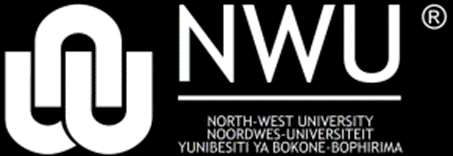 NWU®
NORTH-WEST UNIVERSITY
NOORDWES-UNIVERSITEIT
YUNIBESITI YA BOKONE-BOPHIRIMA